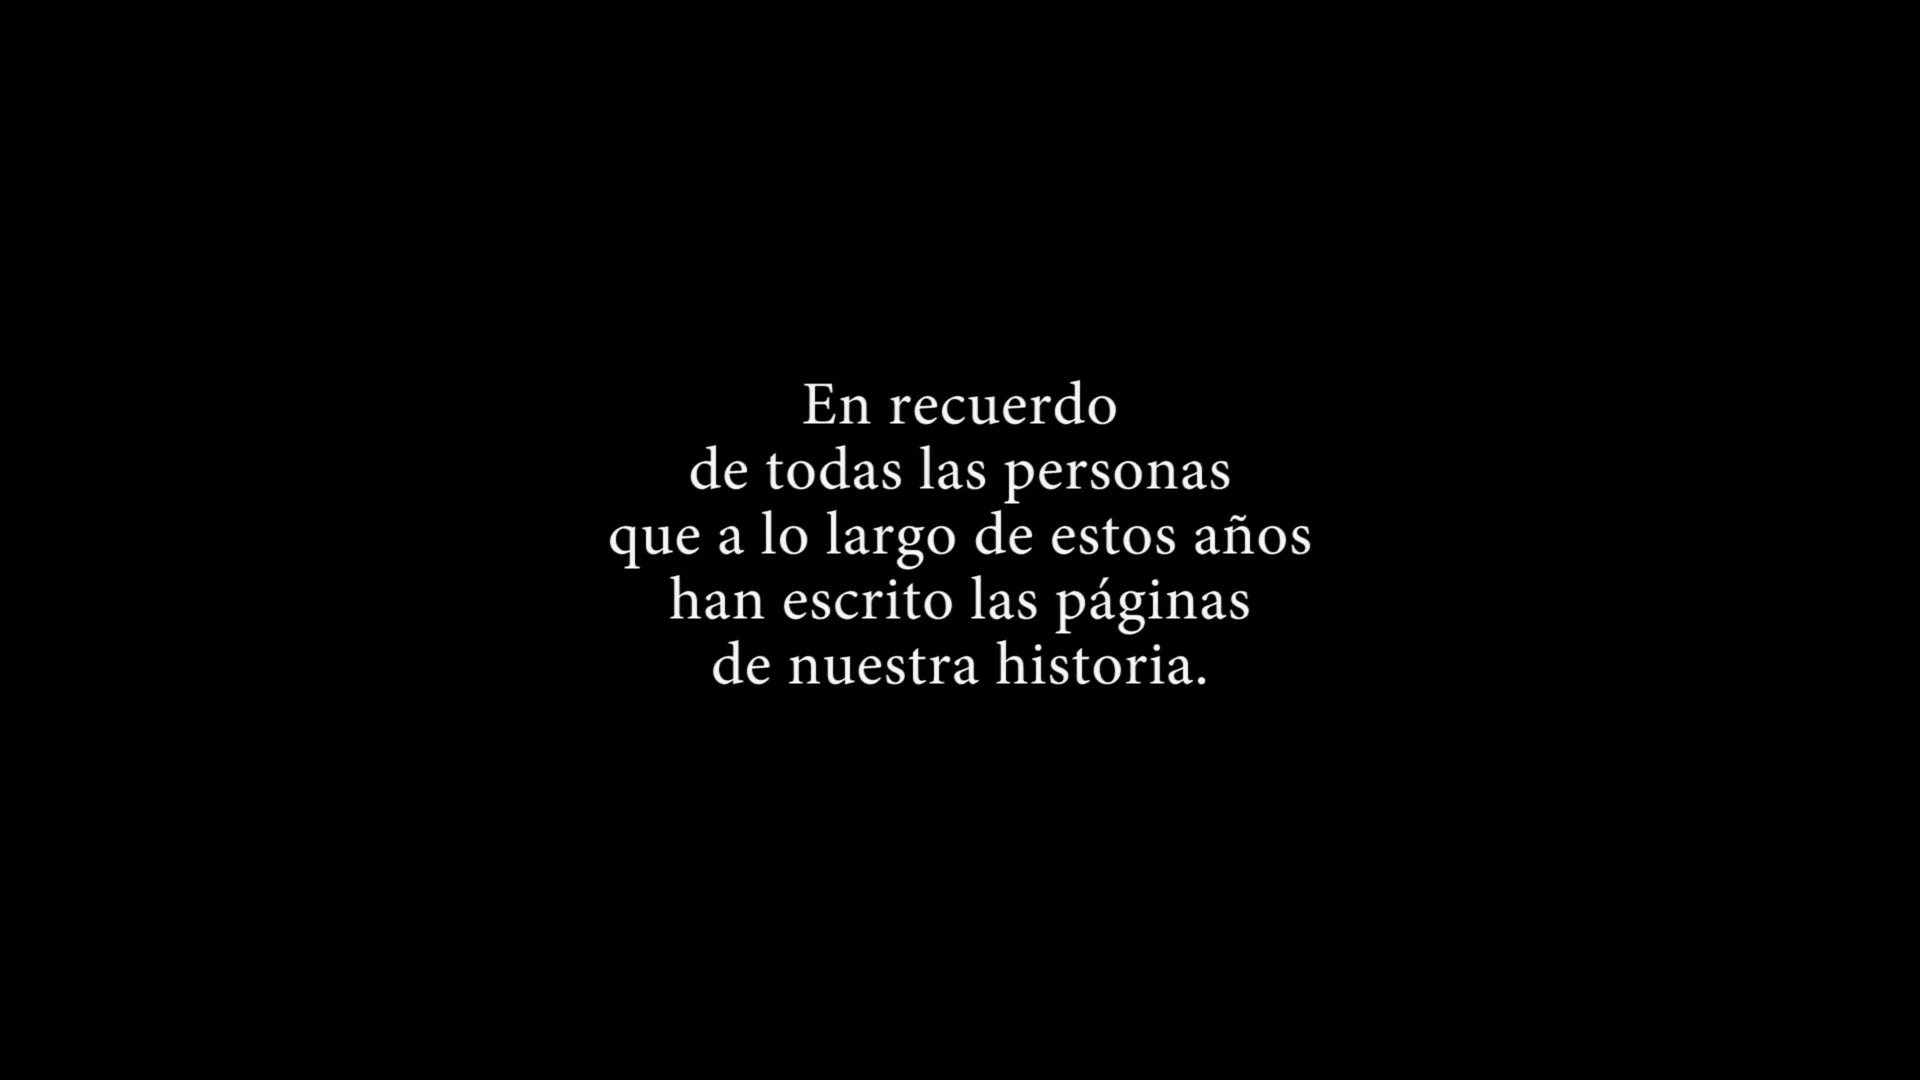 En recuerdo
de todas las personas
que a lo largo de estos años
han escrito las páginas
de nuestra historia.